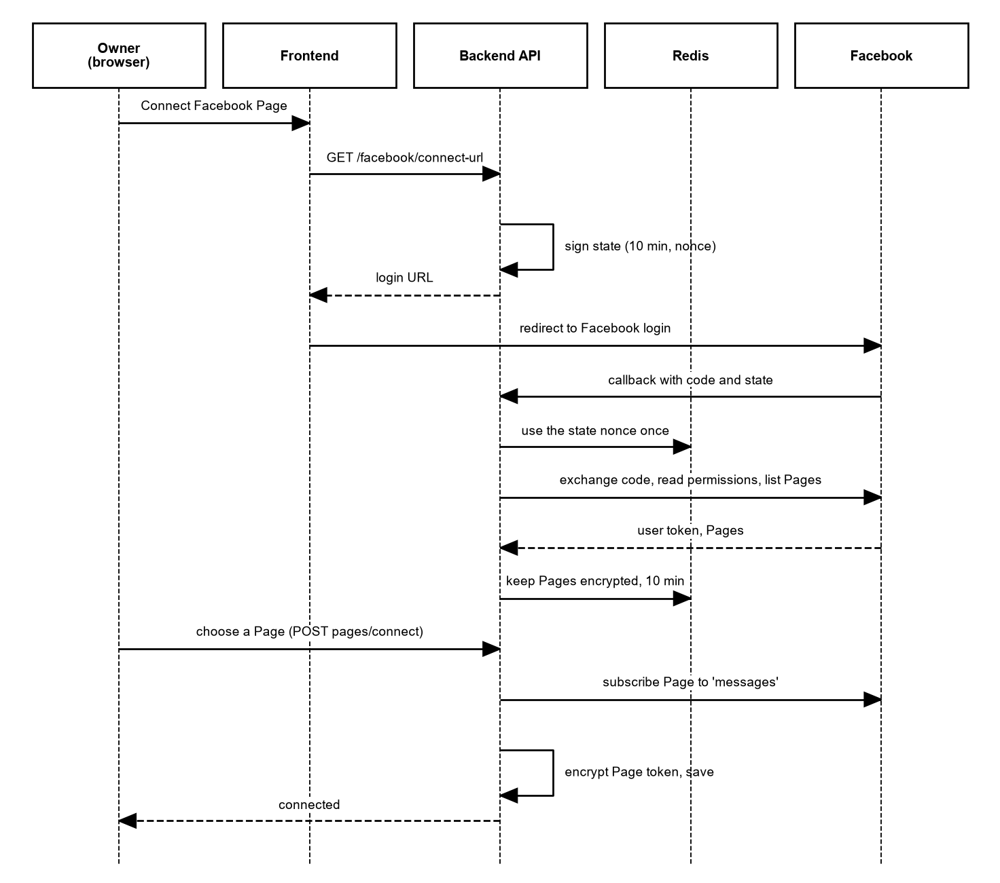 Owner
(browser)
Frontend
Backend API
Redis
Facebook
Connect Facebook Page
GET /facebook/connect-url
sign state (10 min, nonce)
login URL
redirect to Facebook login
callback with code and state
use the state nonce once
exchange code, read permissions, list Pages
user token, Pages
keep Pages encrypted, 10 min
choose a Page (POST pages/connect)
subscribe Page to 'messages'
encrypt Page token, save
connected